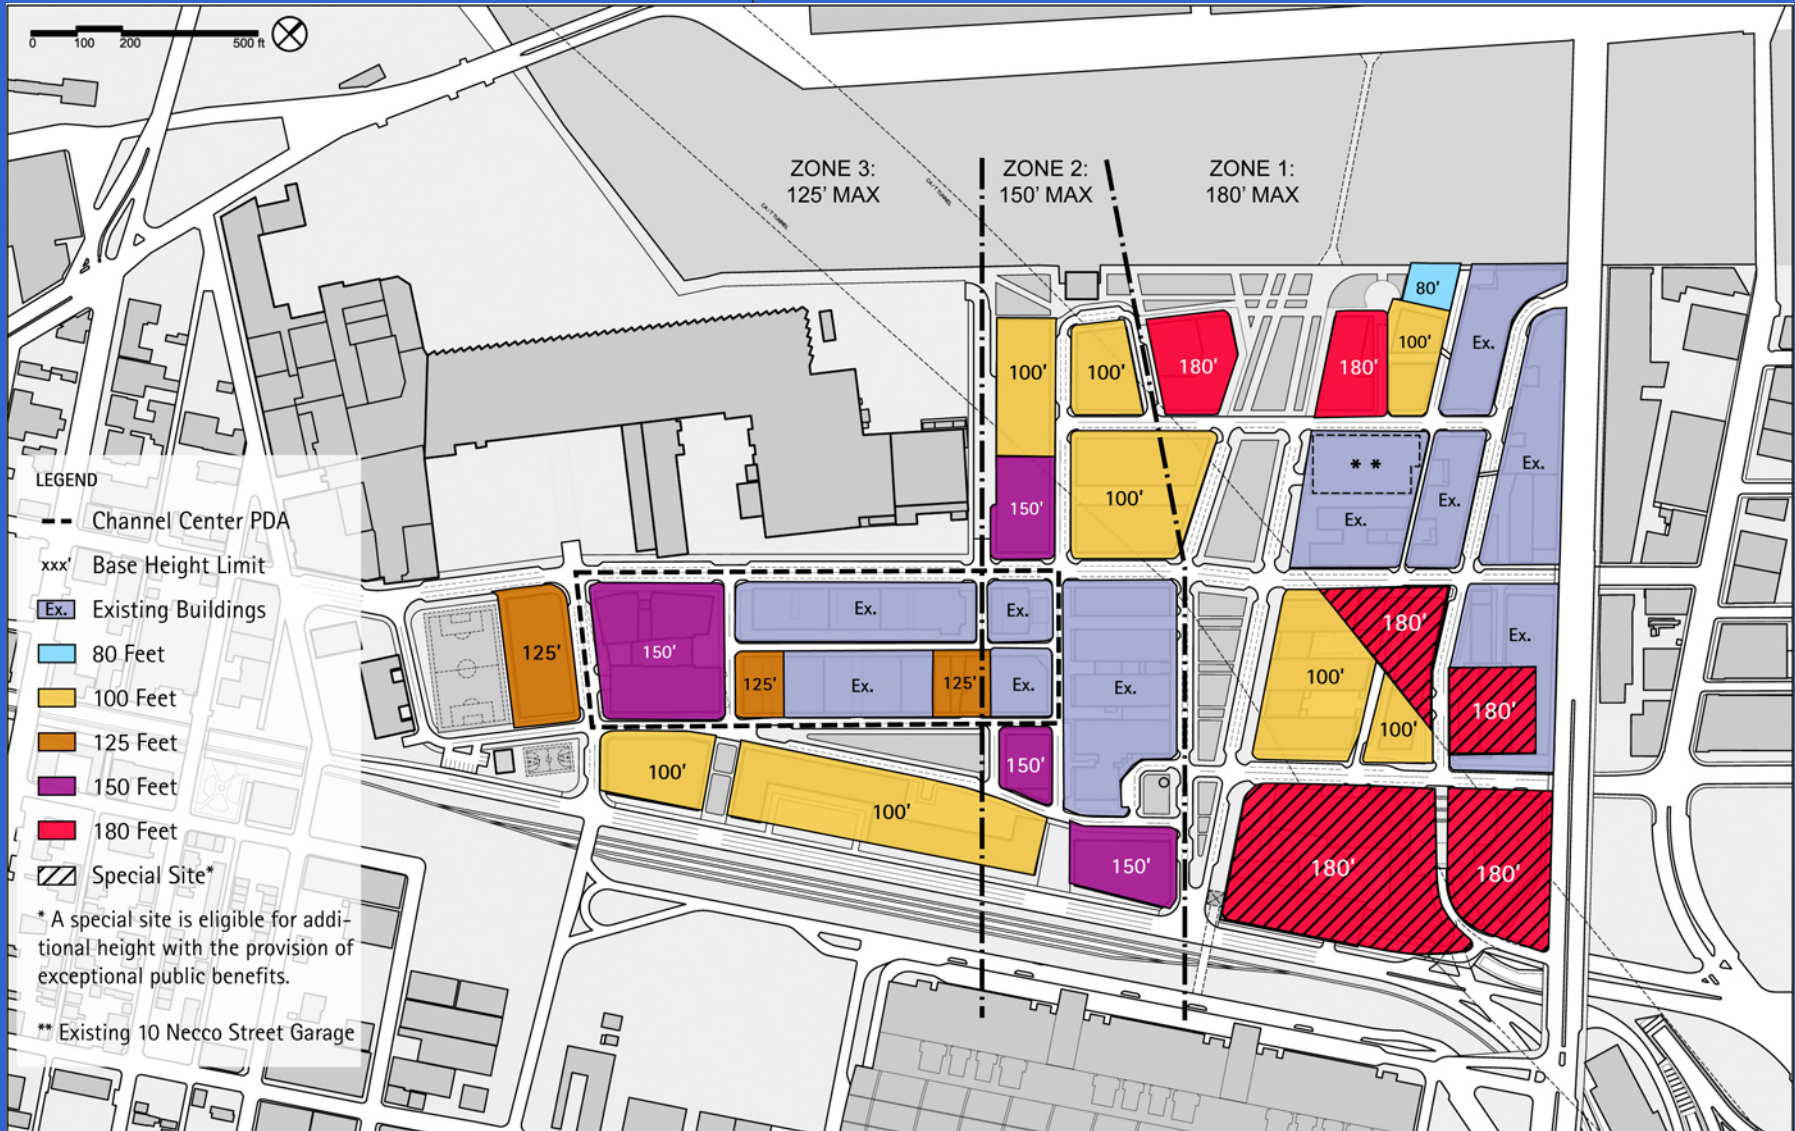 0 100 200 500 ft
ZONE 3:
125' MAX
ZONE 2:
150' MAX
ZONE 1:
180' MAX
CA/T TUNNEL
CA/T TUNNEL
80'
100'
100'
180'
180'
100'
Ex.
150'
100'
* *
Ex.
Ex.
Ex.
125'
150'
Ex.
Ex.
125'
Ex.
125'
Ex.
Ex.
100'
180'
100'
Ex.
180'
100'
100'
150'
150'
180'
180'
LEGEND
Channel Center PDA
xxx' Base Height Limit
Ex. Existing Buildings
80 Feet
100 Feet
125 Feet
150 Feet
180 Feet
Special Site*
* A special site is eligible for addi-
tional height with the provision of
exceptional public benefits.
** Existing 10 Necco Street Garage